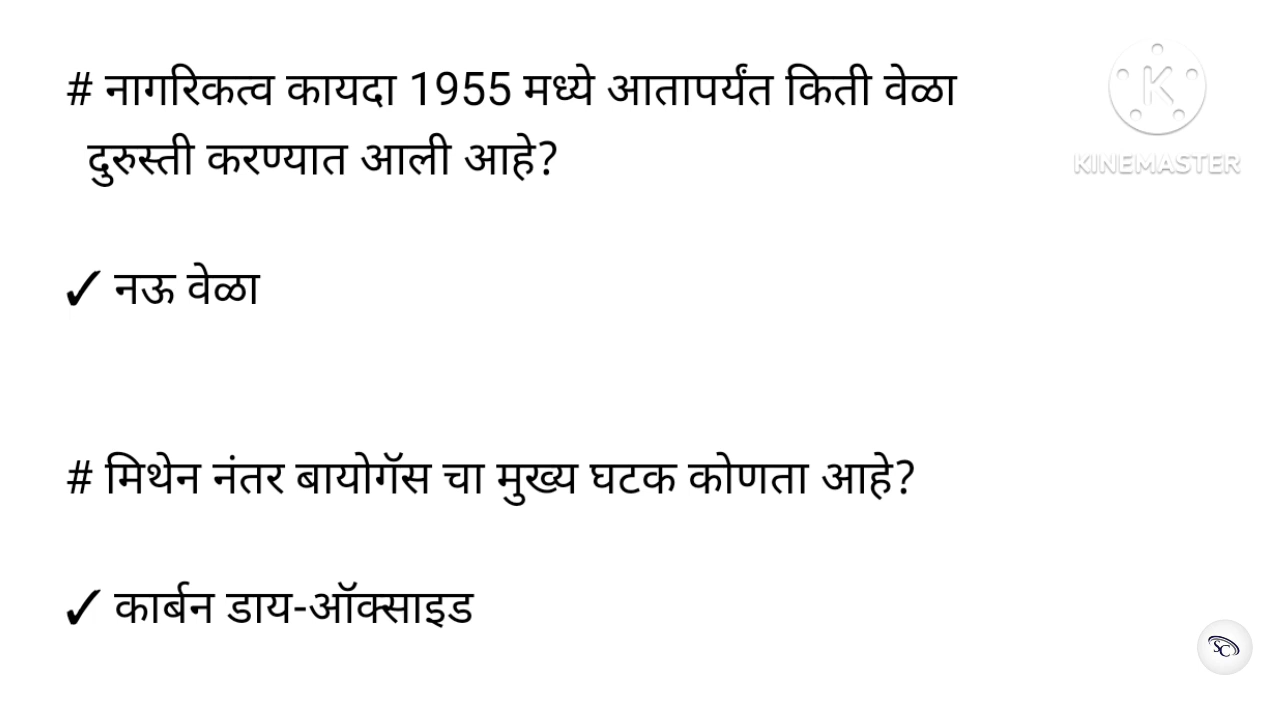 # नागरिकत्व कायदा 1955 मध्ये आतापर्यंत किती वेळा
दुरुस्ती करण्यात आली आहे?
KINEMASTER
✓ नऊ वेळा
# मिथेन नंतर बायोगॅस चा मुख्य घटक कोणता आहे?
✓ कार्बन डाय-ऑक्साइड
SC